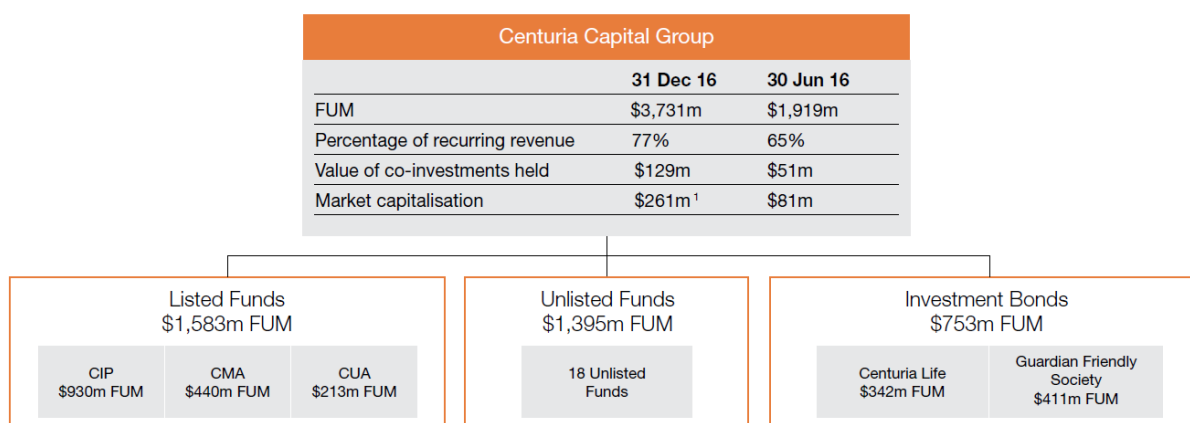 Centuria Capital Group
31 Dec 16 30 Jun 16
FUM $3,731m $1,919m
Percentage of recurring revenue 77% 65%
Value of co-investments held $129m $51m
Market capitalisation $261m¹ $81m
Listed Funds
$1,583m FUM
CIP
$930m FUM
CMA
$440m FUM
CUA
$213m FUM
Unlisted Funds
$1,395m FUM
18 Unlisted
Funds
Investment Bonds
$753m FUM
Centuria Life
$342m FUM
Guardian Friendly
Society
$411m FUM